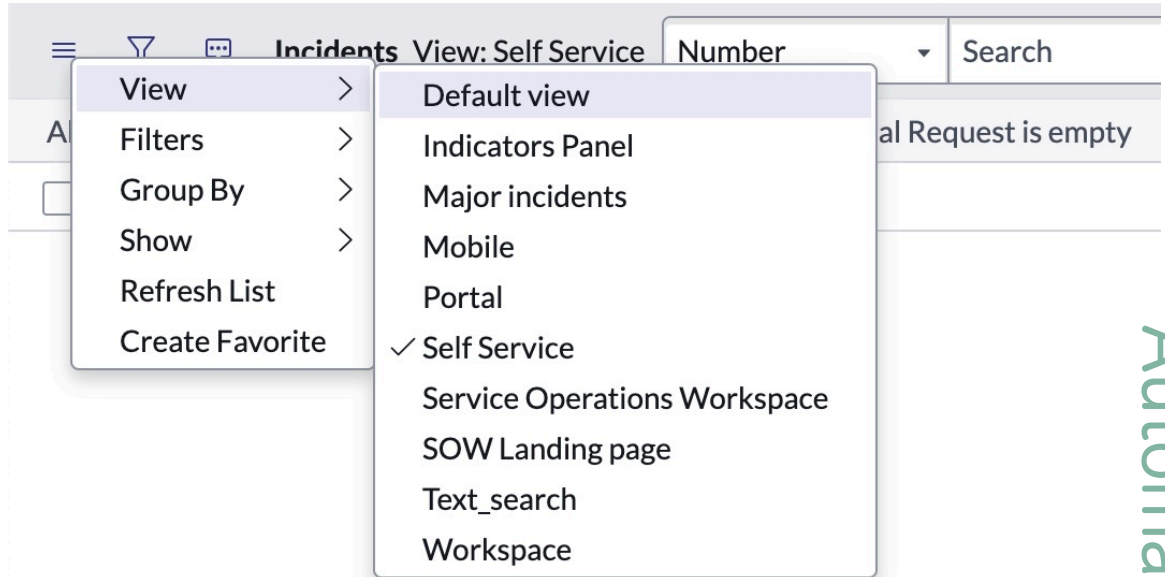 Incidents View: Self Service Number Search
View
Filters
Group By
Show
Refresh List
Create Favorite
Default view
Indicators Panel
Major incidents
Mobile
Portal
Self Service
Service Operations Workspace
SOW Landing page
Text_search
Workspace
Request is empty